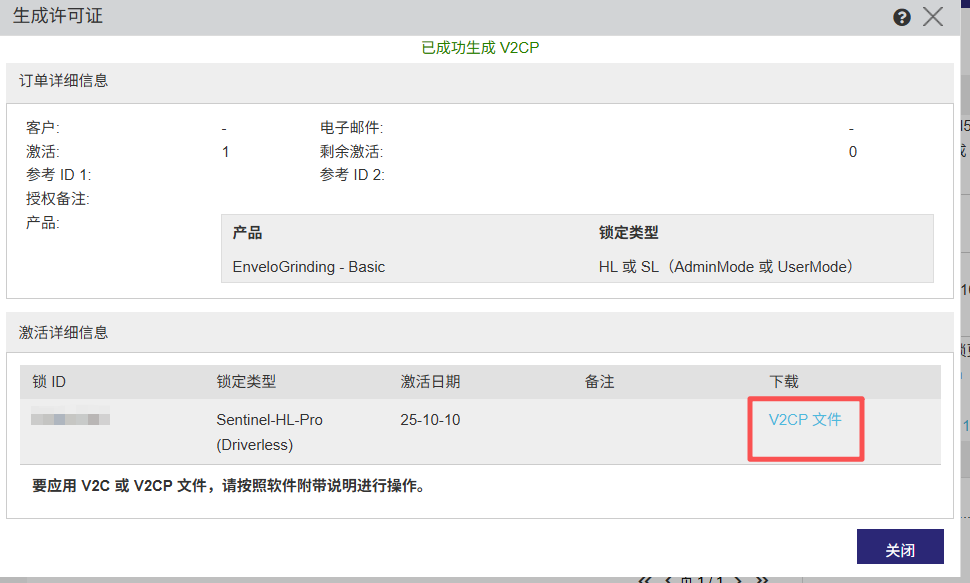 生成许可证
已成功生成 V2CP
订单详细信息
客户: - 电子邮件: -
激活: 1 剩余激活: 0
参考 ID 1: 参考 ID 2:
授权备注:
产品:
产品 锁定类型
EnveloGrinding - Basic HL 或 SL（AdminMode 或 UserMode）
激活详细信息
锁 ID 锁定类型 激活日期 备注 下载
Sentinel-HL-Pro 25-10-10 V2CP 文件
(Driverless)
要应用 V2C 或 V2CP 文件，请按照软件附带说明进行操作。
关闭
页 1 / 1